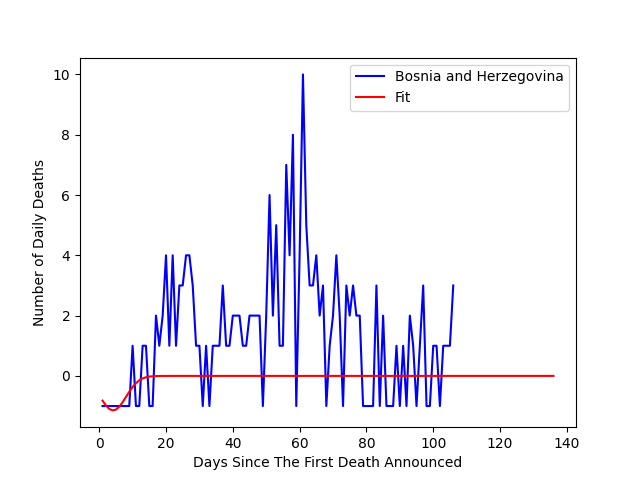 Bosnia and Herzegovina
Fit
Number of Daily Deaths
10
8
6
4
2
0
0 20 40 60 80 100 120 140
Days Since The First Death Announced